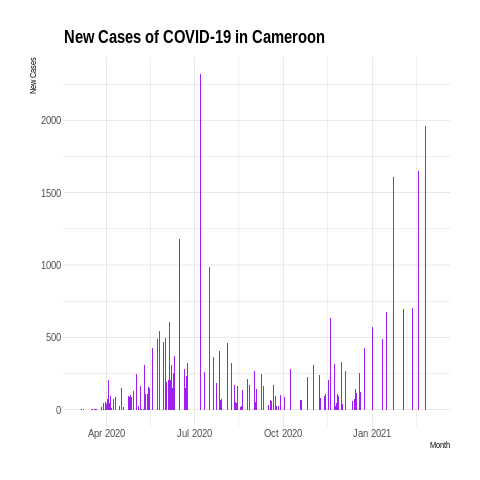 New Cases of COVID-19 in Cameroon
New Cases
2000
1500
1000
500
0
Apr 2020 Jul 2020 Oct 2020 Jan 2021
Month